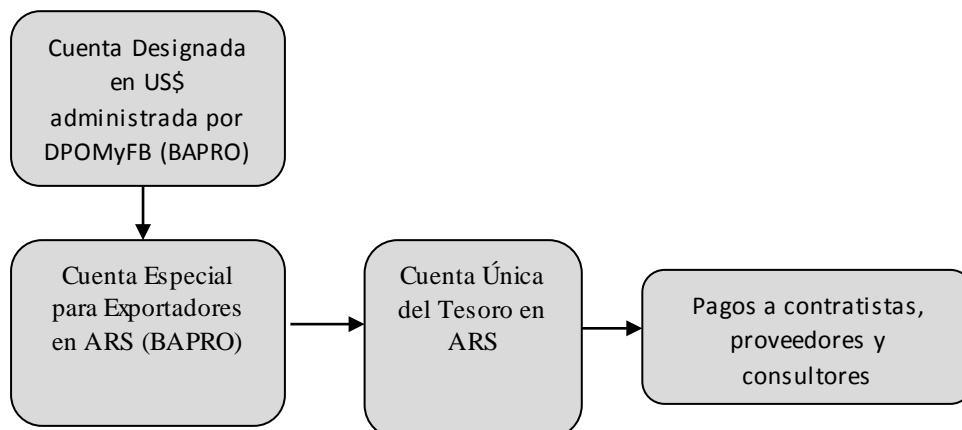 Cuenta Designada
en US$
administrada por
DPOMyFB (BAPRO)
Cuenta Especial
para Exportadores
en ARS (BAPRO)
Cuenta Única
del Tesoro en
ARS
Pagos a contratistas,
proveedores y
consultores